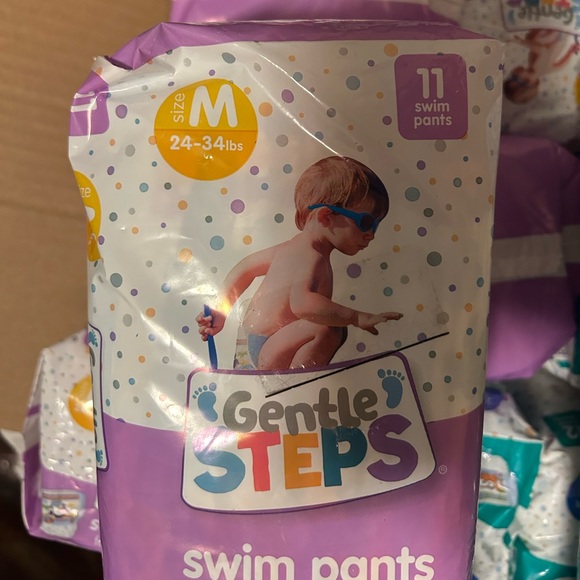 size
M
24-34lbs
11
swim
pants
Gentle
STEPS
®
swim pants